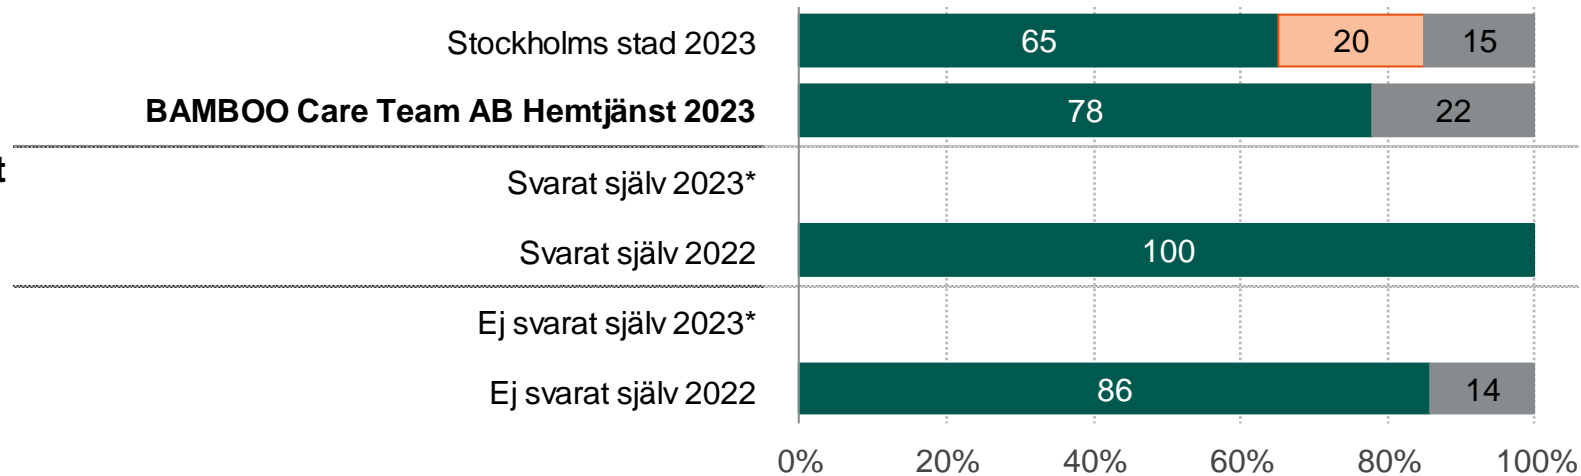 Stockholms stad 2023 65 20 15
BAMBOO Care Team AB Hemtjänst 2023 78 22
t
Svarat själv 2023*
Svarat själv 2022 100
Ej svarat själv 2023*
Ej svarat själv 2022 86 14
0% 20% 40% 60% 80% 100%